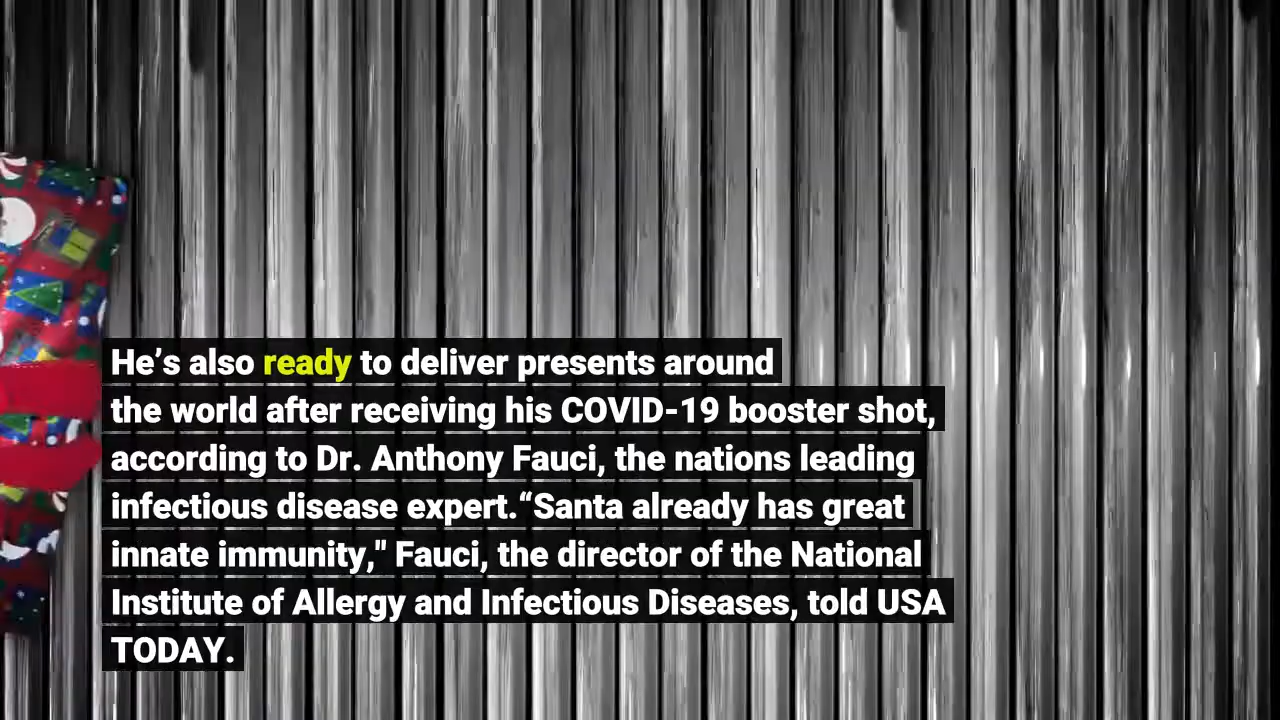 He’s also ready to deliver presents around
the world after receiving his COVID-19 booster shot,
according to Dr. Anthony Fauci, the nations leading
infectious disease expert.“Santa already has great
innate immunity," Fauci, the director of the National
Institute of Allergy and Infectious Diseases, told USA
TODAY.